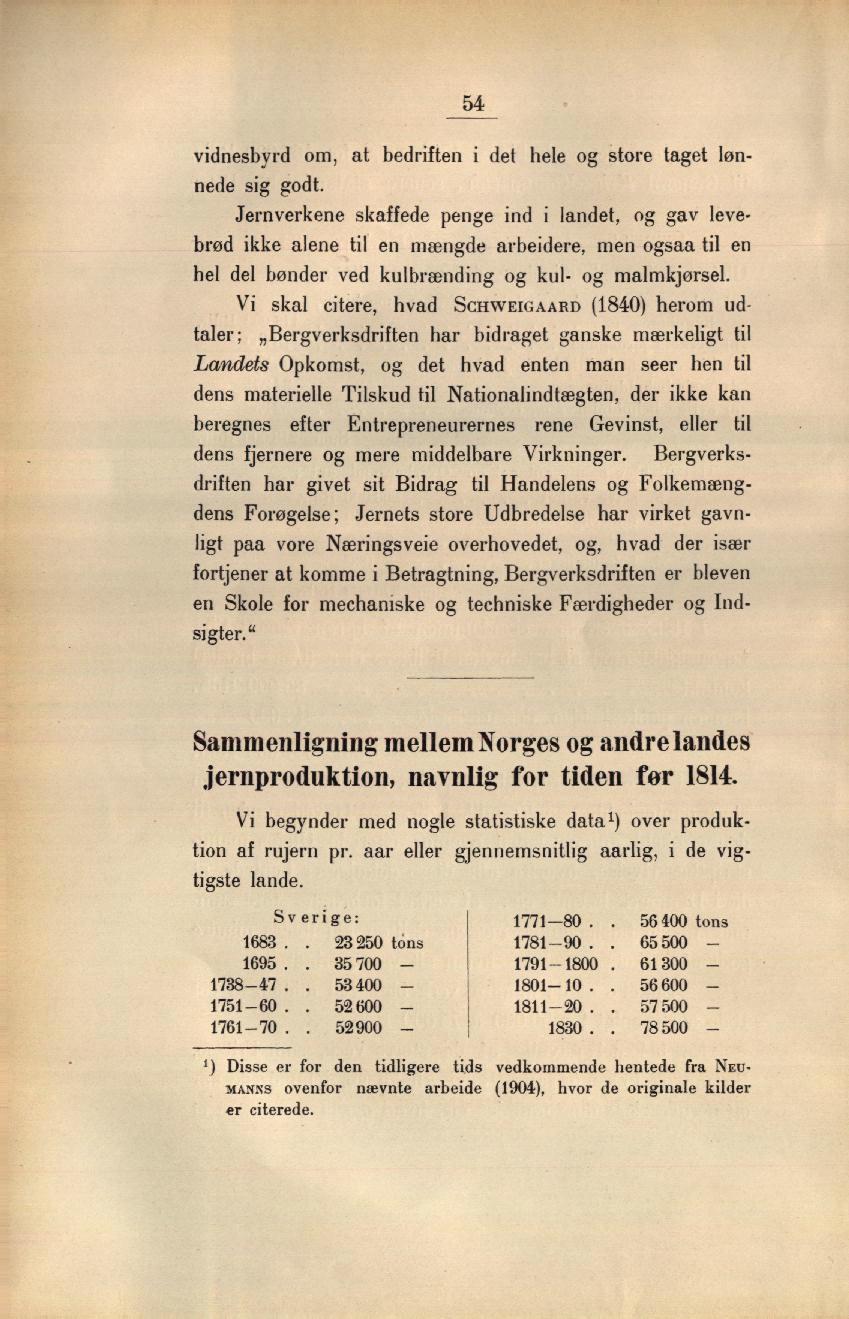 54
vidnesbyrd om, at bedriften i det hele og store taget løn-
nede sig godt.
Jernverkene skaffede penge ind i landet, og gav leve-
brød ikke alene til en mængde arbeidere, men ogsaa til en
hel del bønder ved kulbrænding og kul- og malmkjørsel.
Vi skal citere, hvad SCHWEIGAARD (1840) herom ud-
taler; „Bergverksdriften har bidraget ganske mærkeligt til
Landets Opkomst, og det hvad enten man seer hen til
dens materielle Tilskud til Nationalindtægten, der ikke kan
beregnes efter Entrepreneurernes rene Gevinst, eller til
dens fjernere og mere middelbare Virkninger. Bergverks-
driften har givet sit Bidrag til Handelens og Folkemæng-
dens Forøgelse; Jernets store Udbredelse har virket gavn-
ligt paa vore Næringsveie overhovedet, og, hvad der især
fortjener at komme i Betragtning, Bergverksdriften er bleven
en Skole for mechaniske og techniske Færdigheder og Ind-
sigter.“
Sammenligning mellem Norges og andre landes
jernproduktion, navnlig for tiden før 1814.
Vi begynder med nogle statistiske data¹) over produk-
tion af rujern pr. aar eller gjennemsnitlig aarlig, i de vig-
tigste lande.
Sverige:
1683 . . 23 250 tons
1695 . . 35 700 —
1738—47 . . 53 400 —
1751—60 . . 52 600 —
1761—70 . . 52 900 —
1771—80 . . 56 400 tons
1781—90 . . 65 500 —
1791—1800 . 61 300 —
1801—10 . . 56 600 —
1811—20 . . 57 500 —
1830 . . 78 500 —
¹) Disse er for den tidligere tids vedkommende hentede fra NEU-
MANNS ovenfor nævnte arbeide (1904), hvor de originale kilder
er citerede.